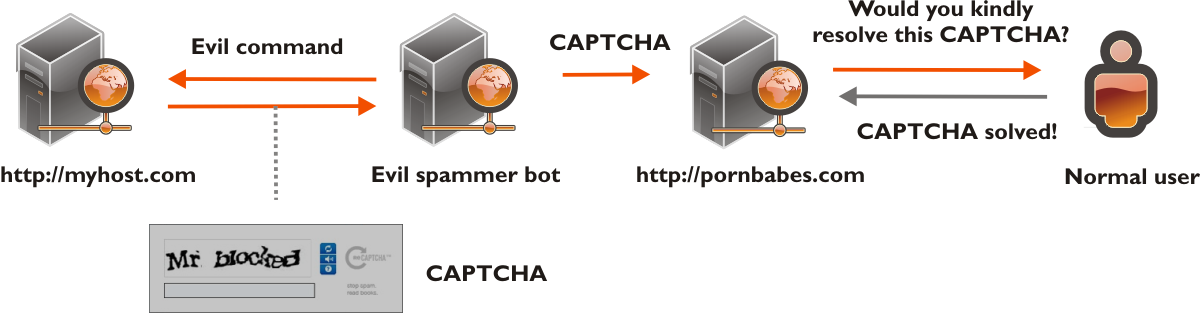 Would you kindly
resolve this CAPTCHA?
Evil command
CAPTCHA
CAPTCHA solved!
http://myhost.com
Evil spammer bot
http://pornbabes.com
Normal user
Mr. blocked
CAPTCHA™
stop spam.
read books.
CAPTCHA